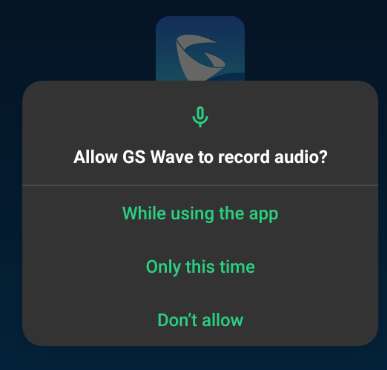 Allow GS Wave to record audio?
While using the app
Only this time
Don’t allow